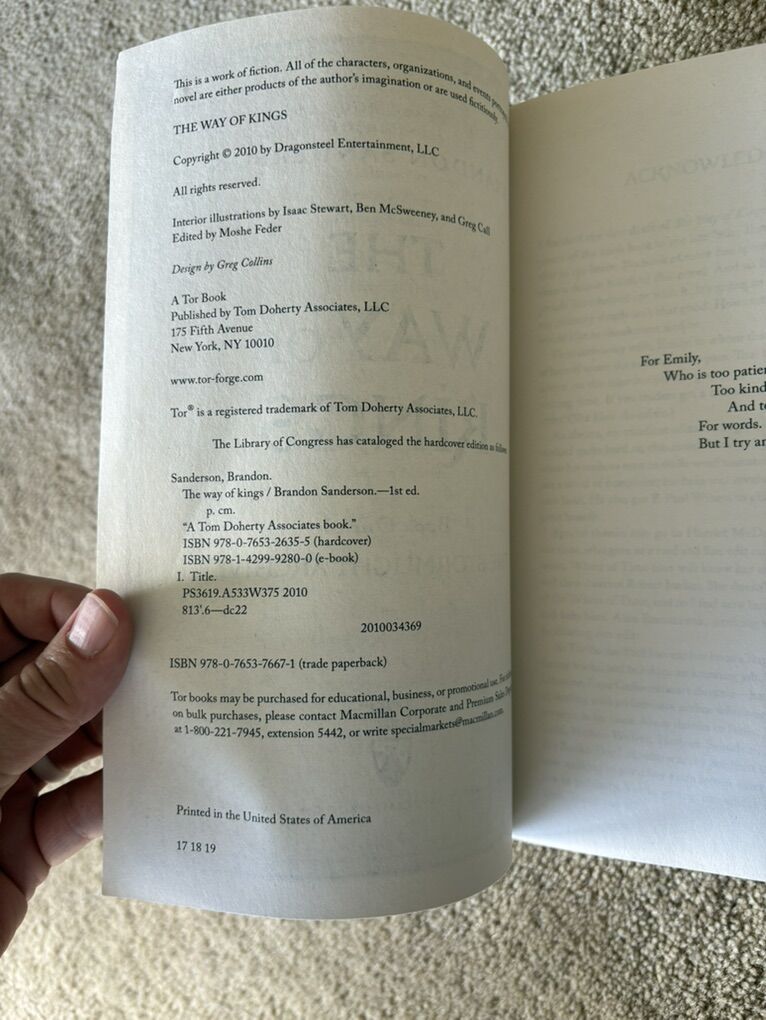 This is a work of fiction. All of the characters, organizations, and events
novel are either products of the author's imagination or are used fictitiously.
THE WAY OF KINGS
Copyright © 2010 by Dragonsteel Entertainment, LLC
All rights reserved.
Interior illustrations by Isaac Stewart, Ben McSweeney, and Greg Call
Edited by Moshe Feder
Design by Greg Collins
A Tor Book
Published by Tom Doherty Associates, LLC
175 Fifth Avenue
New York, NY 10010
www.tor-forge.com
Tor® is a registered trademark of Tom Doherty Associates, LLC.
The Library of Congress has cataloged the hardcover edition as follows
Sanderson, Brandon.
The way of kings / Brandon Sanderson.—1st ed.
p. cm.
"A Tom Doherty Associates book."
ISBN 978-0-7653-2635-5 (hardcover)
ISBN 978-1-4299-9280-0 (e-book)
I. Title.
PS3619.A533W375 2010
813'.6—dc22
2010034369
ISBN 978-0-7653-7667-1 (trade paperback)
Tor books may be purchased for educational, business, or promotional use. For
on bulk purchases, please contact Macmillan Corporate and Premium Sales
at 1-800-221-7945, extension 5442, or write specialmarkets@macmillan.com.
Printed in the United States of America
17 18 19
ACKNOWLED
For Emily,
Who is too patie
Too kind
And to
For words.
But I try an